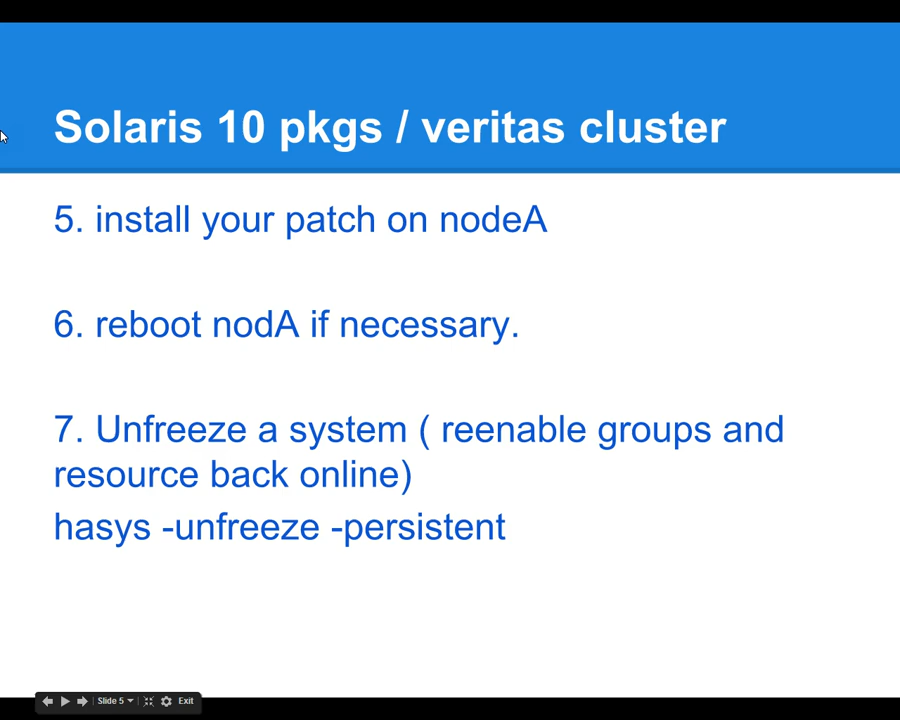 Solaris 10 pkgs / veritas cluster
5. install your patch on nodeA
6. reboot nodA if necessary.
7. Unfreeze a system ( reenable groups and
resource back online)
hasys -unfreeze -persistent
Slide 5
Exit